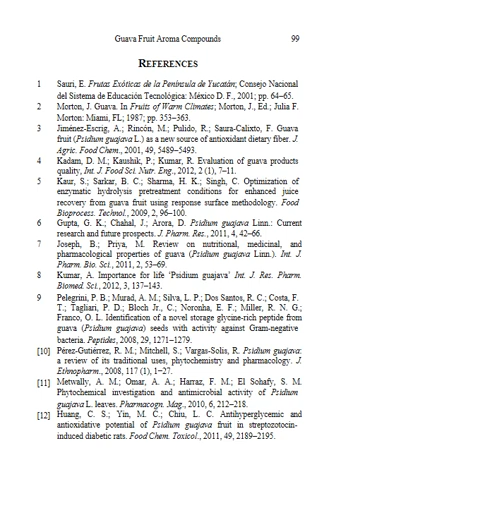 Guava Fruit Aroma Compounds 99
REFERENCES
1 Sauri, E. Frutas Exóticas de la Península de Yucatán; Consejo Nacional
del Sistema de Educación Tecnológica: México D. F., 2001; pp. 64–65.
2 Morton, J. Guava. In Fruits of Warm Climates; Morton, J., Ed.; Julia F.
Morton: Miami, FL; 1987; pp. 353–363.
3 Jiménez-Escrig, A.; Rincón, M.; Pulido, R.; Saura-Calixto, F. Guava
fruit (Psidium guajava L.) as a new source of antioxidant dietary fiber. J.
Agric. Food Chem., 2001, 49, 5489–5493.
4 Kadam, D. M.; Kaushik, P.; Kumar, R. Evaluation of guava products
quality, Int. J. Food Sci. Nutr. Eng., 2012, 2 (1), 7–11.
5 Kaur, S.; Sarkar, B. C.; Sharma, H. K.; Singh, C. Optimization of
enzymatic hydrolysis pretreatment conditions for enhanced juice
recovery from guava fruit using response surface methodology. Food
Bioprocess. Technol., 2009, 2, 96–100.
6 Gupta, G. K.; Chahal, J.; Arora, D. Psidium guajava Linn.: Current
research and future prospects. J. Pharm. Res., 2011, 4, 42–66.
7 Joseph, B.; Priya, M. Review on nutritional, medicinal, and
pharmacological properties of guava (Psidium guajava Linn.). Int. J.
Pharm. Bio. Sci., 2011, 2, 53–69.
8 Kumar, A. Importance for life ‘Psidium guajava’ Int. J. Res. Pharm.
Biomed. Sci., 2012, 3, 137–143.
9 Pelegrini, P. B.; Murad, A. M.; Silva, L. P.; Dos Santos, R. C.; Costa, F.
T.; Tagliari, P. D.; Bloch Jr., C.; Noronha, E. F.; Miller, R. N. G.;
Franco, O. L. Identification of a novel storage glycine-rich peptide from
guava (Psidium guajava) seeds with activity against Gram-negative
bacteria. Peptides, 2008, 29, 1271–1279.
[10] Pérez-Gutiérrez, R. M.; Mitchell, S.; Vargas-Solis, R. Psidium guajava:
a review of its traditional uses, phytochemistry and pharmacology. J.
Ethnopharm., 2008, 117 (1), 1–27.
[11] Metwally, A. M.; Omar, A. A.; Harraz, F. M.; El Sohafy, S. M.
Phytochemical investigation and antimicrobial activity of Psidium
guajava L. leaves. Pharmacogn. Mag., 2010, 6, 212–218.
[12] Huang, C. S.; Yin, M. C.; Chiu, L. C. Antihyperglycemic and
antioxidative potential of Psidium guajava fruit in streptozotocin-
induced diabetic rats. Food Chem. Toxicol., 2011, 49, 2189–2195.